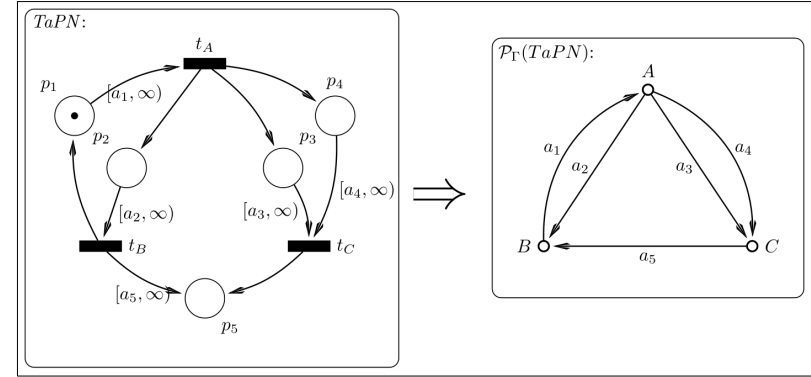 TaPN:
t_A
p_1
[a_1, ∞)
p_4
p_2
p_3
[a_4, ∞)
[a_2, ∞)
[a_3, ∞)
t_B
t_C
[a_5, ∞)
p_5
𝒫_Γ(TaPN):
A
a_1
a_2
a_3
a_4
B
C
a_5